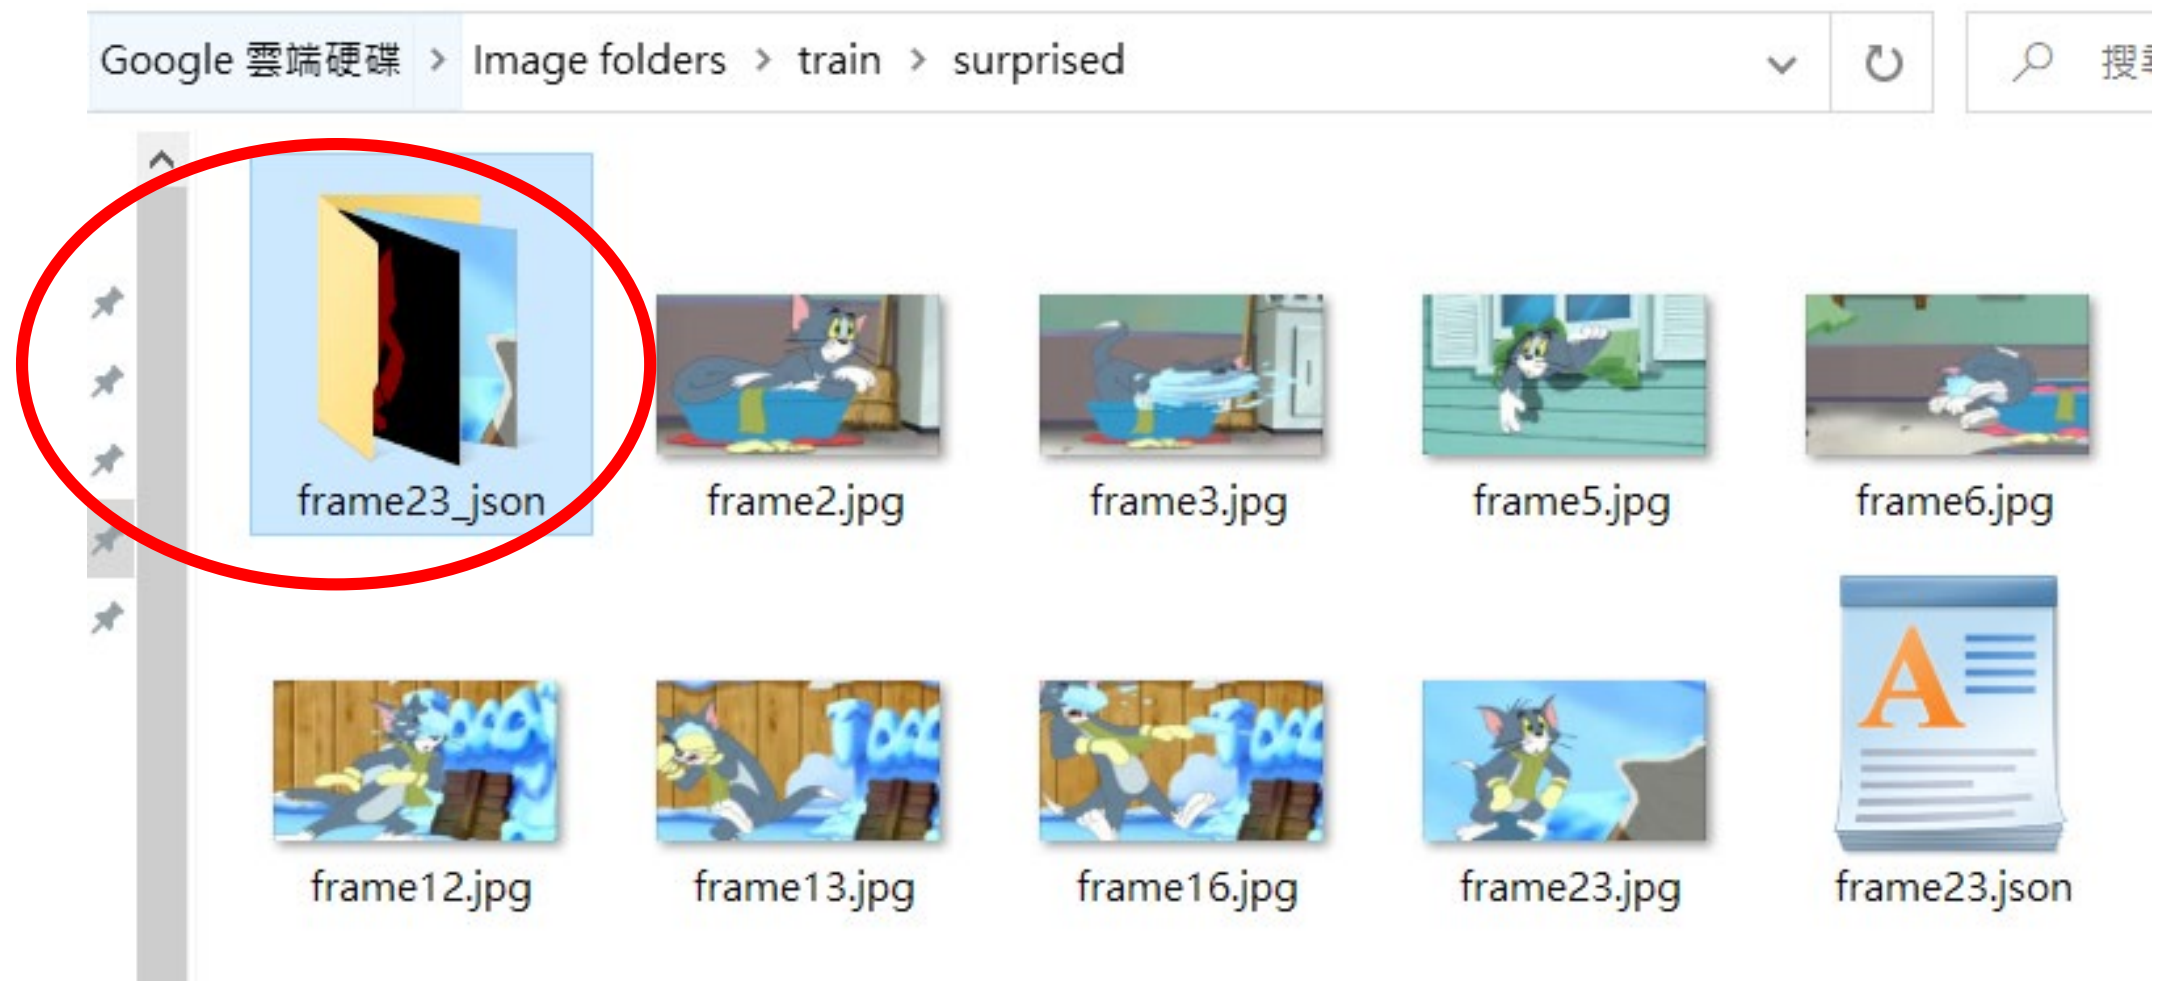 Google 雲端硬碟 > Image folders > train > surprised
frame23_json
frame2.jpg
frame3.jpg
frame5.jpg
frame6.jpg
frame12.jpg
frame13.jpg
frame16.jpg
frame23.jpg
frame23.json